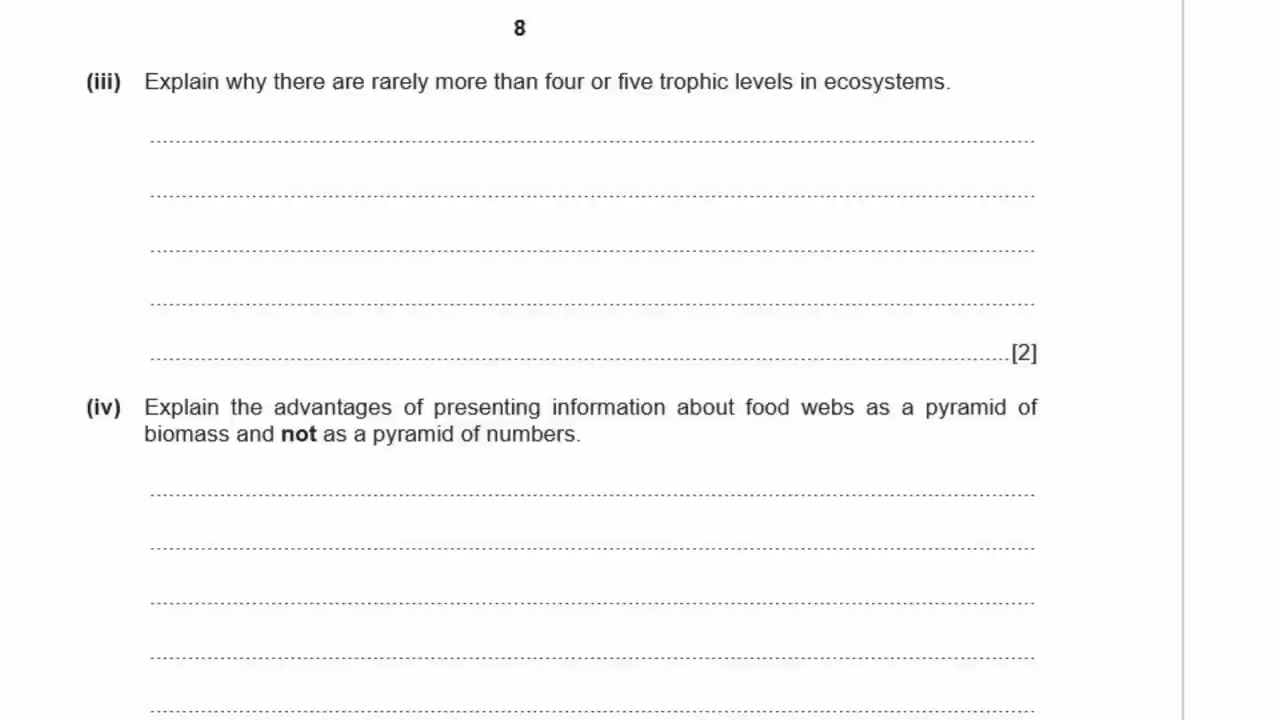 8
(iii) Explain why there are rarely more than four or five trophic levels in ecosystems.
[2]
(iv) Explain the advantages of presenting information about food webs as a pyramid of
biomass and not as a pyramid of numbers.